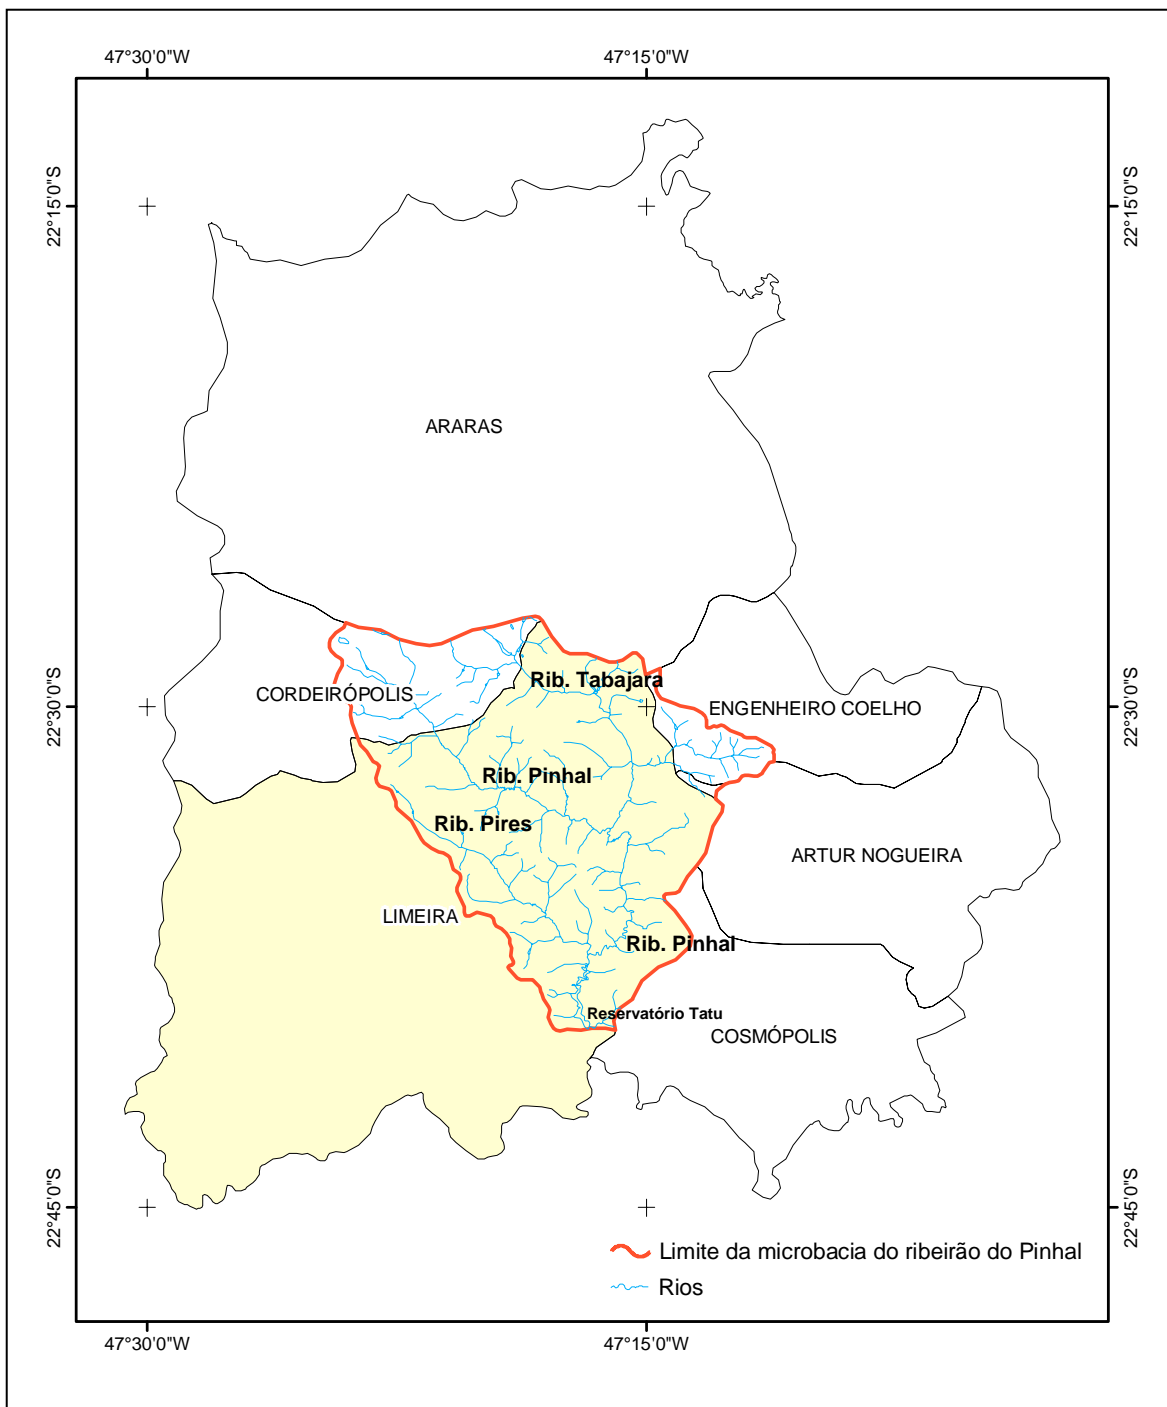 47°30'0"W
47°15'0"W
22°15'0"S
22°15'0"S
ARARAS
Rib. Tabajara
CORDEIRÓPOLIS
ENGENHEIRO COELHO
22°30'0"S
22°30'0"S
Rib. Pinhal
Rib. Pires
ARTUR NOGUEIRA
LIMEIRA
Rib. Pinhal
Reservatório Tatu
COSMÓPOLIS
22°45'0"S
22°45'0"S
Limite da microbacia do ribeirão do Pinhal
Rios
47°30'0"W
47°15'0"W